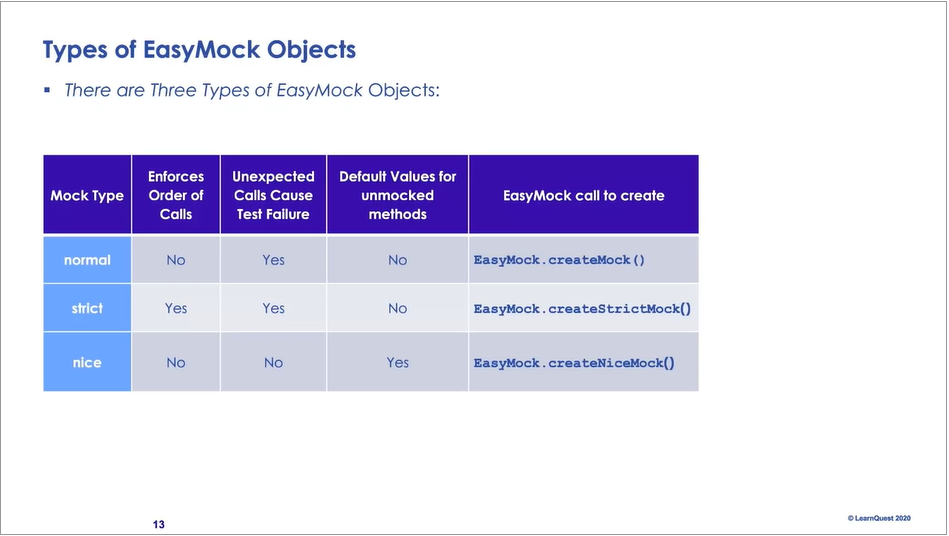 Types of EasyMock Objects
▪ There are Three Types of EasyMock Objects:
Mock Type
Enforces
Order of
Calls
Unexpected
Calls Cause
Test Failure
Default Values for
unmocked
methods
EasyMock call to create
normal No Yes No EasyMock.createMock()
strict Yes Yes No EasyMock.createStrictMock()
nice No No Yes EasyMock.createNiceMock()
13
© LearnQuest 2020